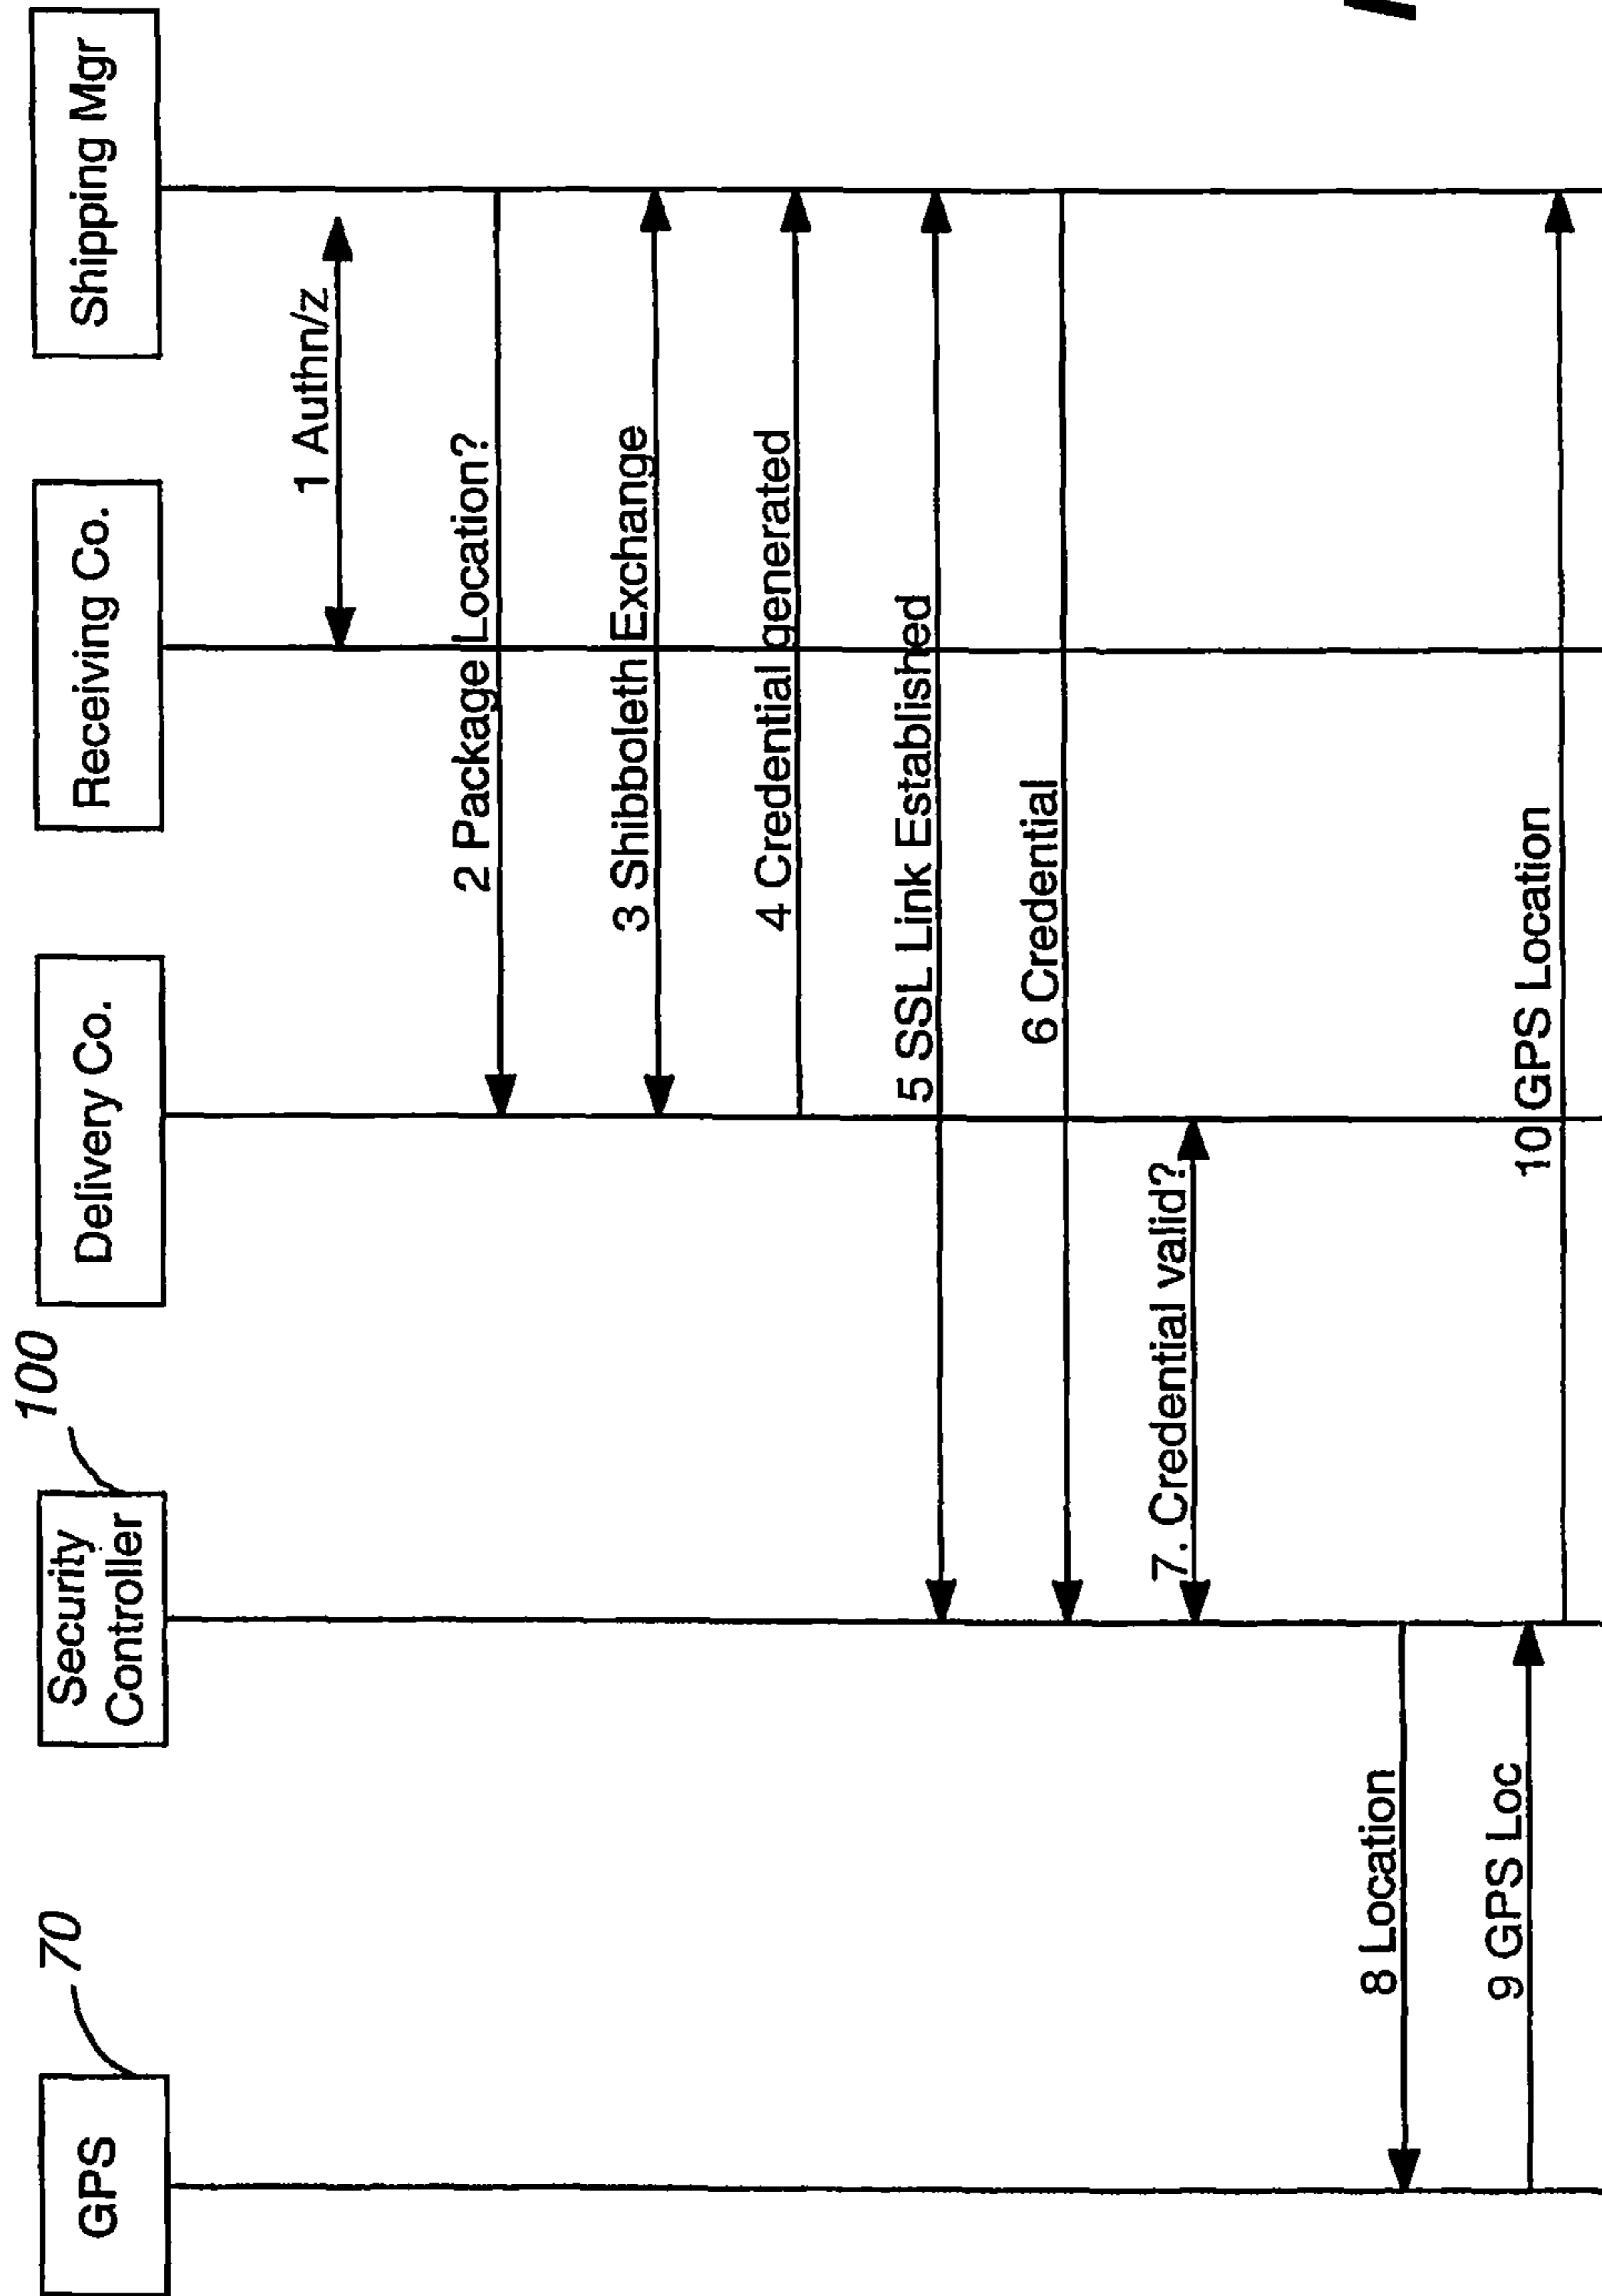 GPS
70
Security
Controller
100
Delivery Co.
Receiving Co.
Shipping Mgr
1 Authn/z
2 Package Location?
3 Shibboleth Exchange
4 Credential generated
5 SSL Link Established
6 Credential
7. Credential valid?
8 Location
9 GPS Loc
10 GPS Location